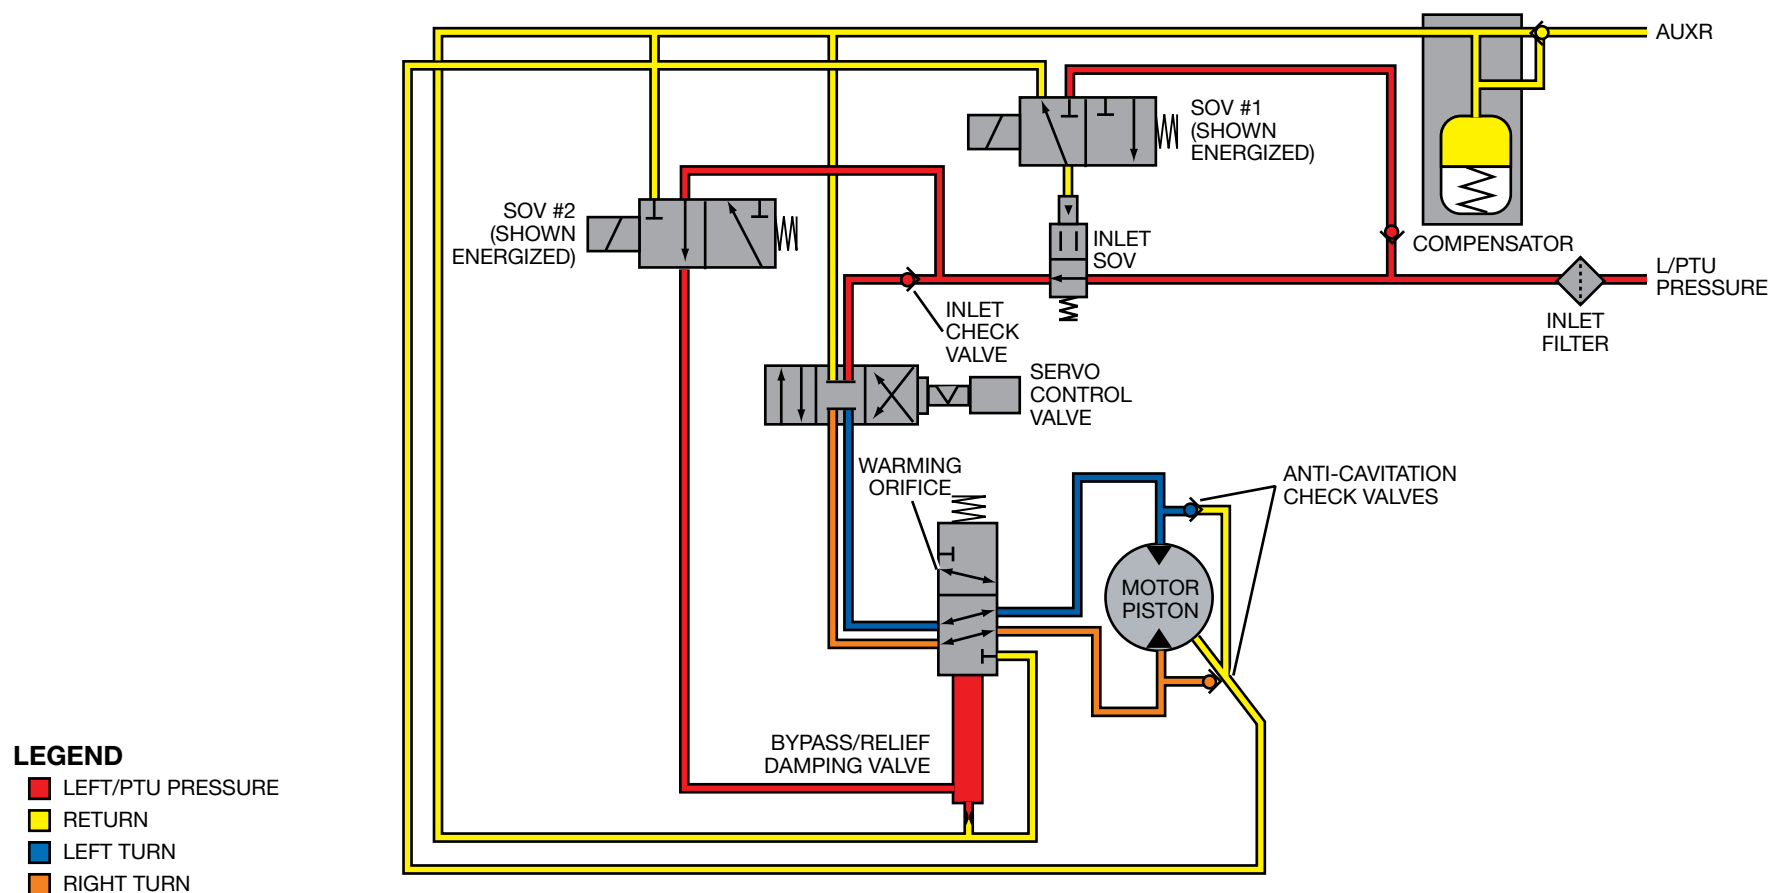 AUXR
SOV #1
(SHOWN
ENERGIZED)
SOV #2
(SHOWN
ENERGIZED)
INLET
SOV
COMPENSATOR
L/PTU
PRESSURE
INLET
CHECK
VALVE
INLET
FILTER
SERVO
CONTROL
VALVE
WARMING
ORIFICE
ANTI-CAVITATION
CHECK VALVES
MOTOR
PISTON
BYPASS/RELIEF
DAMPING VALVE
LEGEND
LEFT/PTU PRESSURE
RETURN
LEFT TURN
RIGHT TURN